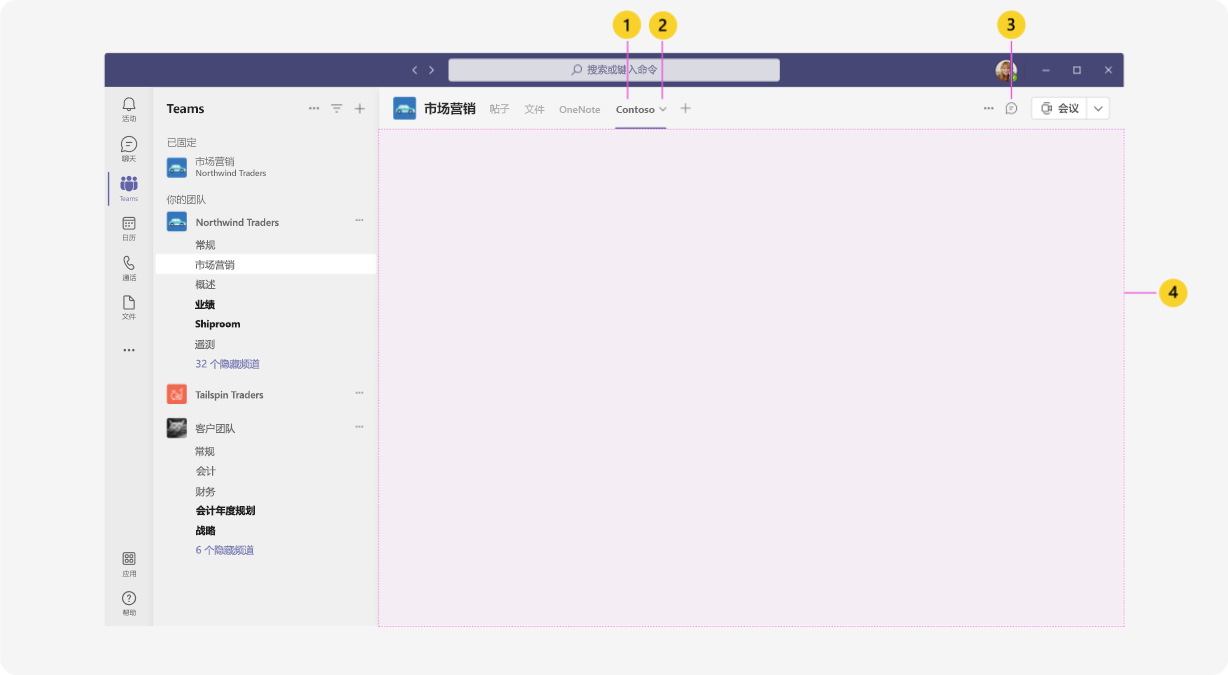 1
2
3
搜索或键入命令
活动
聊天
Teams
日历
通话
文件
应用
帮助
Teams
已固定
市场营销
Northwind Traders
你的团队
Northwind Traders
常规
市场营销
概述
业绩
Shiproom
遥测
32 个隐藏频道
Tailspin Traders
客户团队
常规
会计
财务
会计年度规划
战略
6 个隐藏频道
市场营销 帖子 文件 OneNote Contoso
会议
4